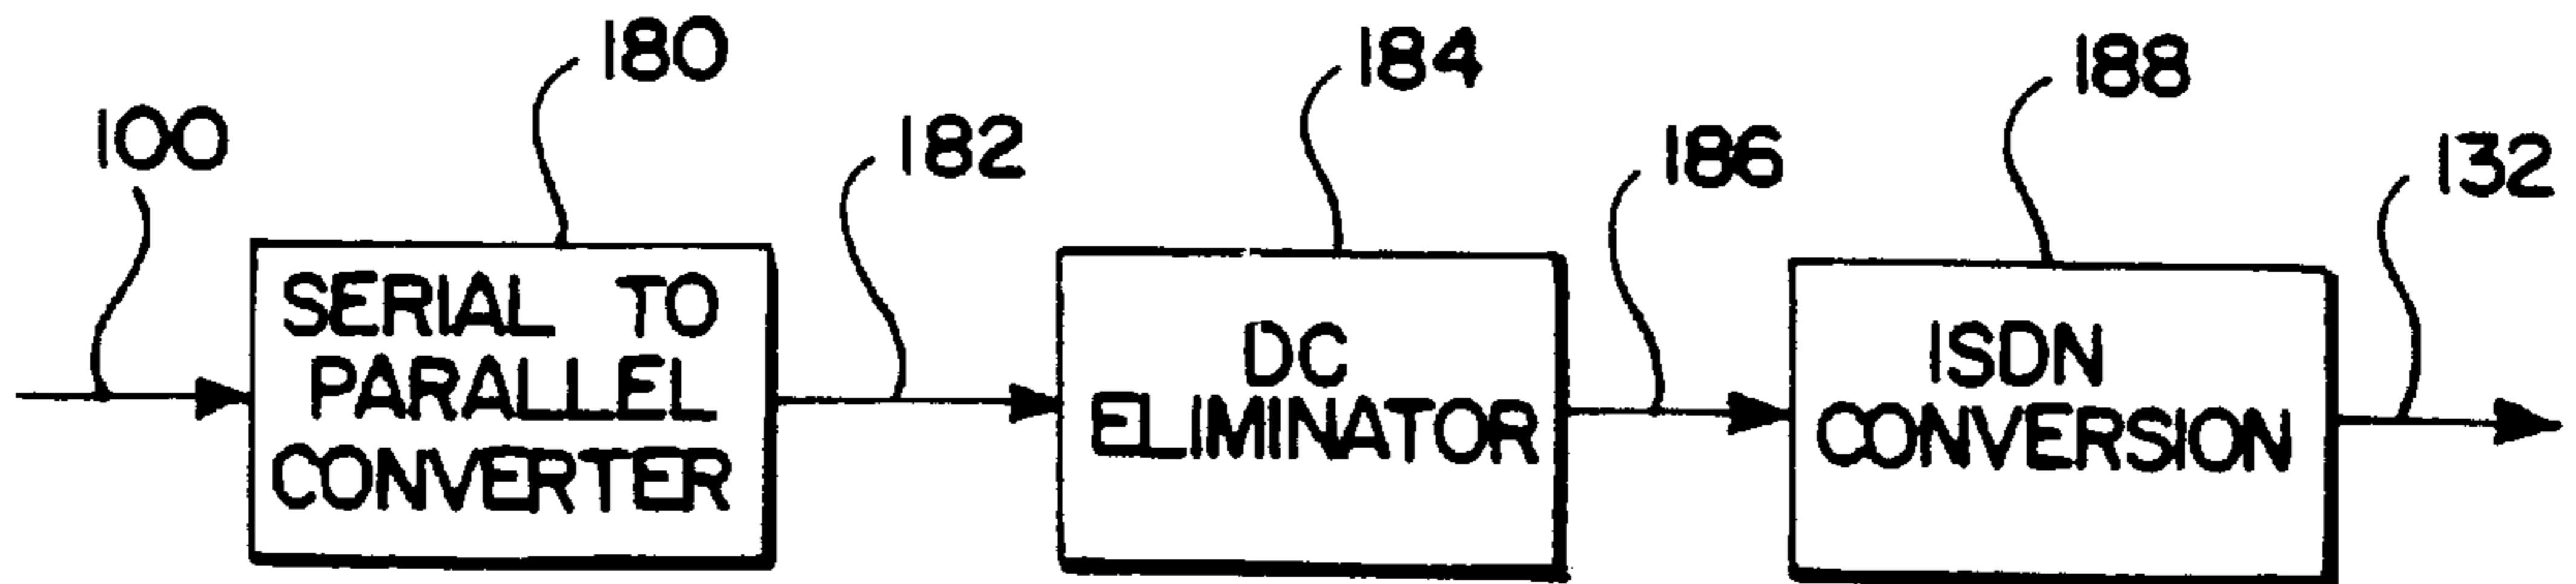 180
184
188
100
182
186
132
SERIAL TO
PARALLEL
CONVERTER
DC
ELIMINATOR
ISDN
CONVERSION